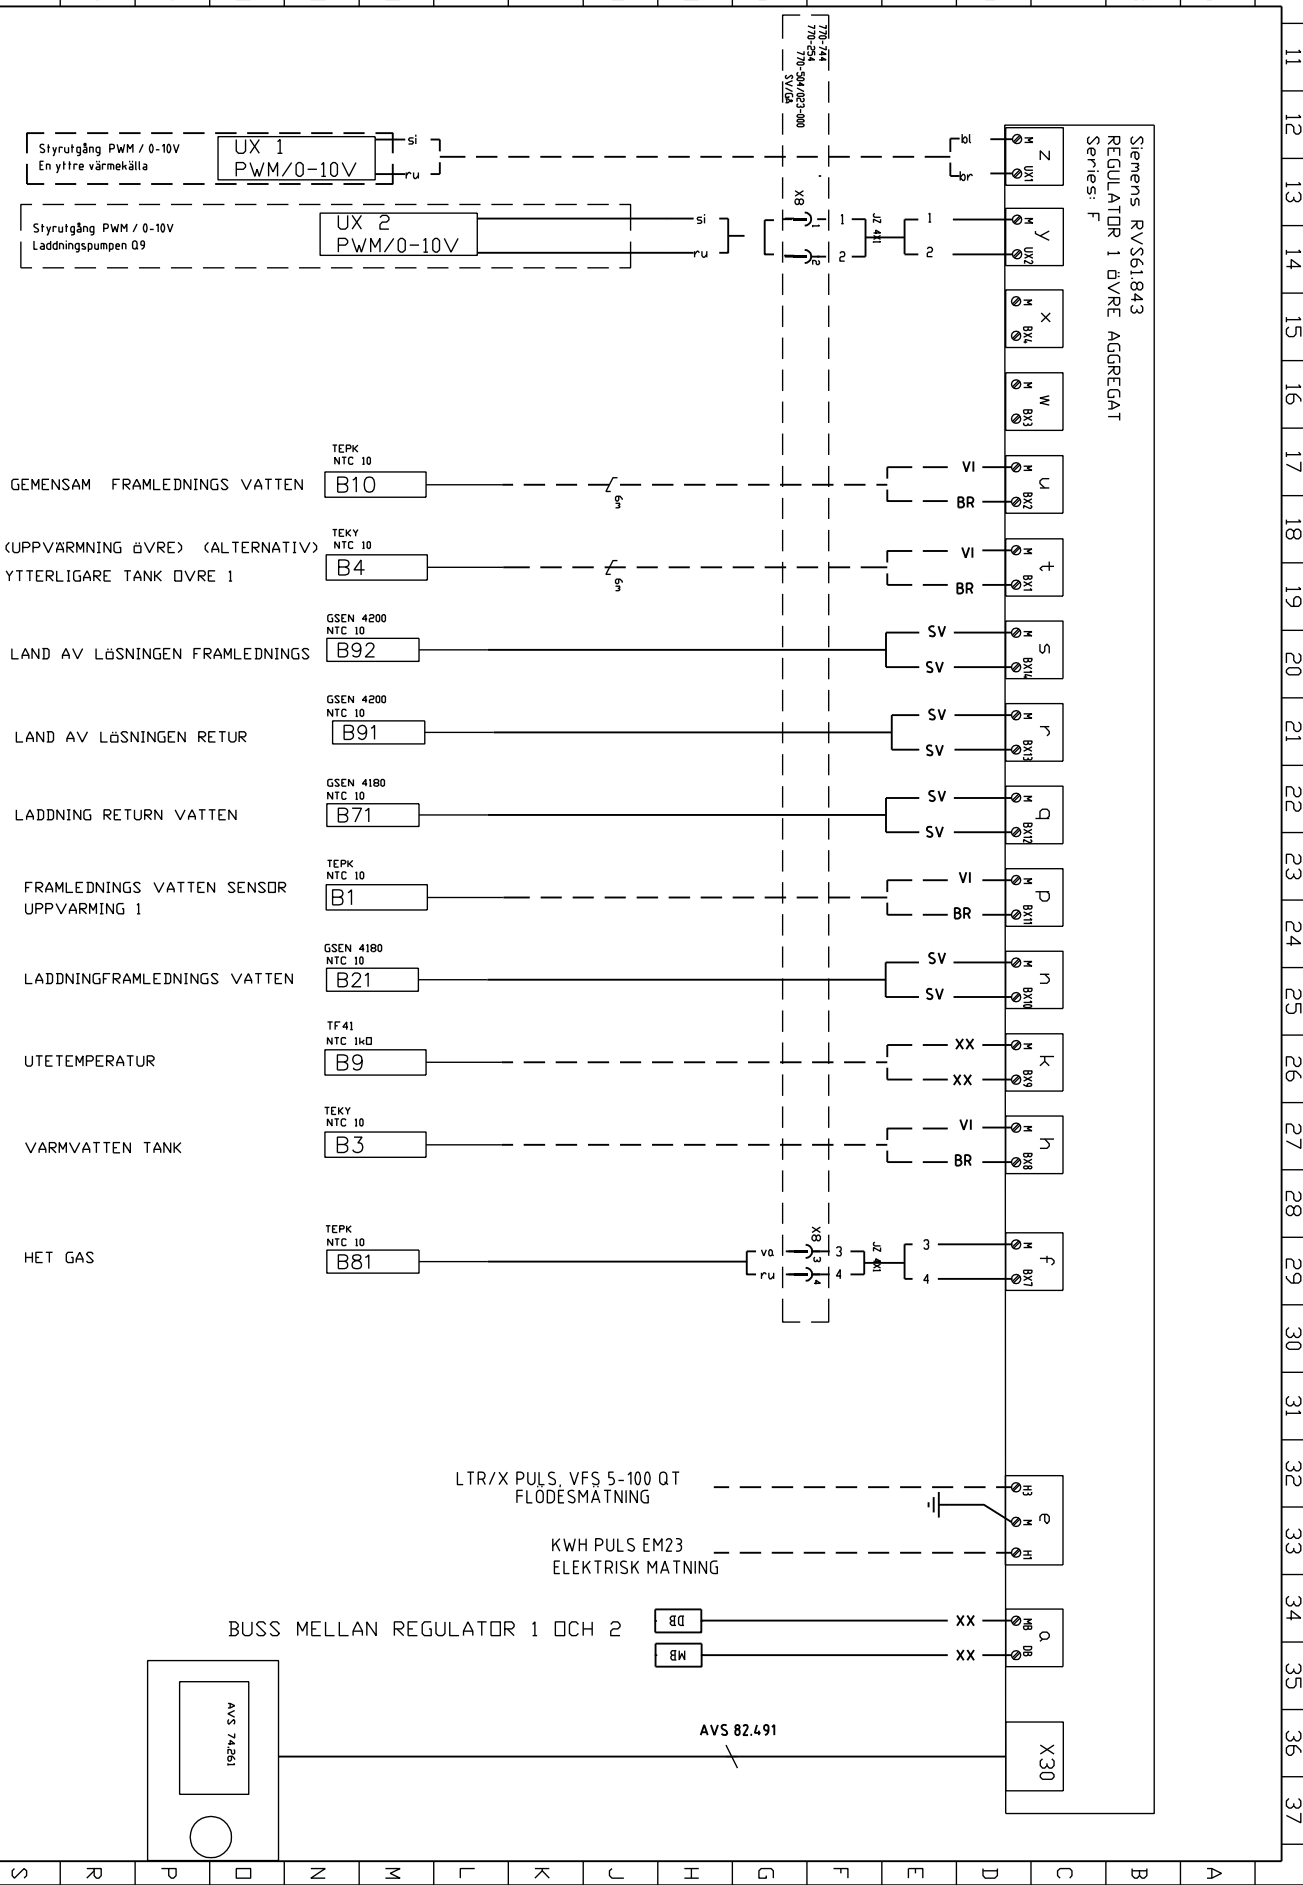 770-744
770-254
770-504/023-000
SV/GA
11
12
13
14
15
16
17
18
19
20
21
22
23
24
25
26
27
28
29
30
31
32
33
34
35
36
37
Siemens RVS61.843
REGULATOR 1 ÖVRE AGGREGAT
Series: F
Styrutgång PWM / 0-10V
En yttre värmekälla
UX 1
PWM/0-10V
si
ru
bl
br
M
UX1
z
Styrutgång PWM / 0-10V
Laddningspumpen Q9
UX 2
PWM/0-10V
si
ru
X8
1
2
1
2
JZ 4X1
1
2
M
UX2
y
M
BX4
x
M
BX3
w
GEMENSAM FRAMLEDNINGS VATTEN
TEPK
NTC 10
B10
6m
VI
BR
M
BX2
u
(UPPVÄRMNING ÖVRE) (ALTERNATIV)
YTTERLIGARE TANK OVRE 1
TEKY
NTC 10
B4
6m
VI
BR
M
BX1
t
LAND AV LöSNINGEN FRAMLEDNINGS
GSEN 4200
NTC 10
B92
SV
SV
M
BX14
s
LAND AV LöSNINGEN RETUR
GSEN 4200
NTC 10
B91
SV
SV
M
BX13
r
LADDNING RETURN VATTEN
GSEN 4180
NTC 10
B71
SV
SV
M
BX12
q
FRAMLEDNINGS VATTEN SENSOR
UPPVARMING 1
TEPK
NTC 10
B1
VI
BR
M
BX11
p
LADDNINGFRAMLEDNINGS VATTEN
GSEN 4180
NTC 10
B21
SV
SV
M
BX10
n
UTETEMPERATUR
TF41
NTC 1kO
B9
XX
XX
M
BX9
k
VARMVATTEN TANK
TEKY
NTC 10
B3
VI
BR
M
BX8
h
HET GAS
TEPK
NTC 10
B81
va
ru
X8
3
4
3
4
JZ 4X1
3
4
M
BX7
f
LTR/X PULS, VFS 5-100 QT
FLÖDESMÄTNING
KWH PULS EM23
ELEKTRISK MATNING
H3
M
H1
e
BUSS MELLAN REGULATOR 1 OCH 2
DB
MB
XX
XX
MB
DB
a
AVS 74.261
AVS 82.491
X30
S
R
P
O
N
M
L
K
J
H
G
F
E
D
C
B
A